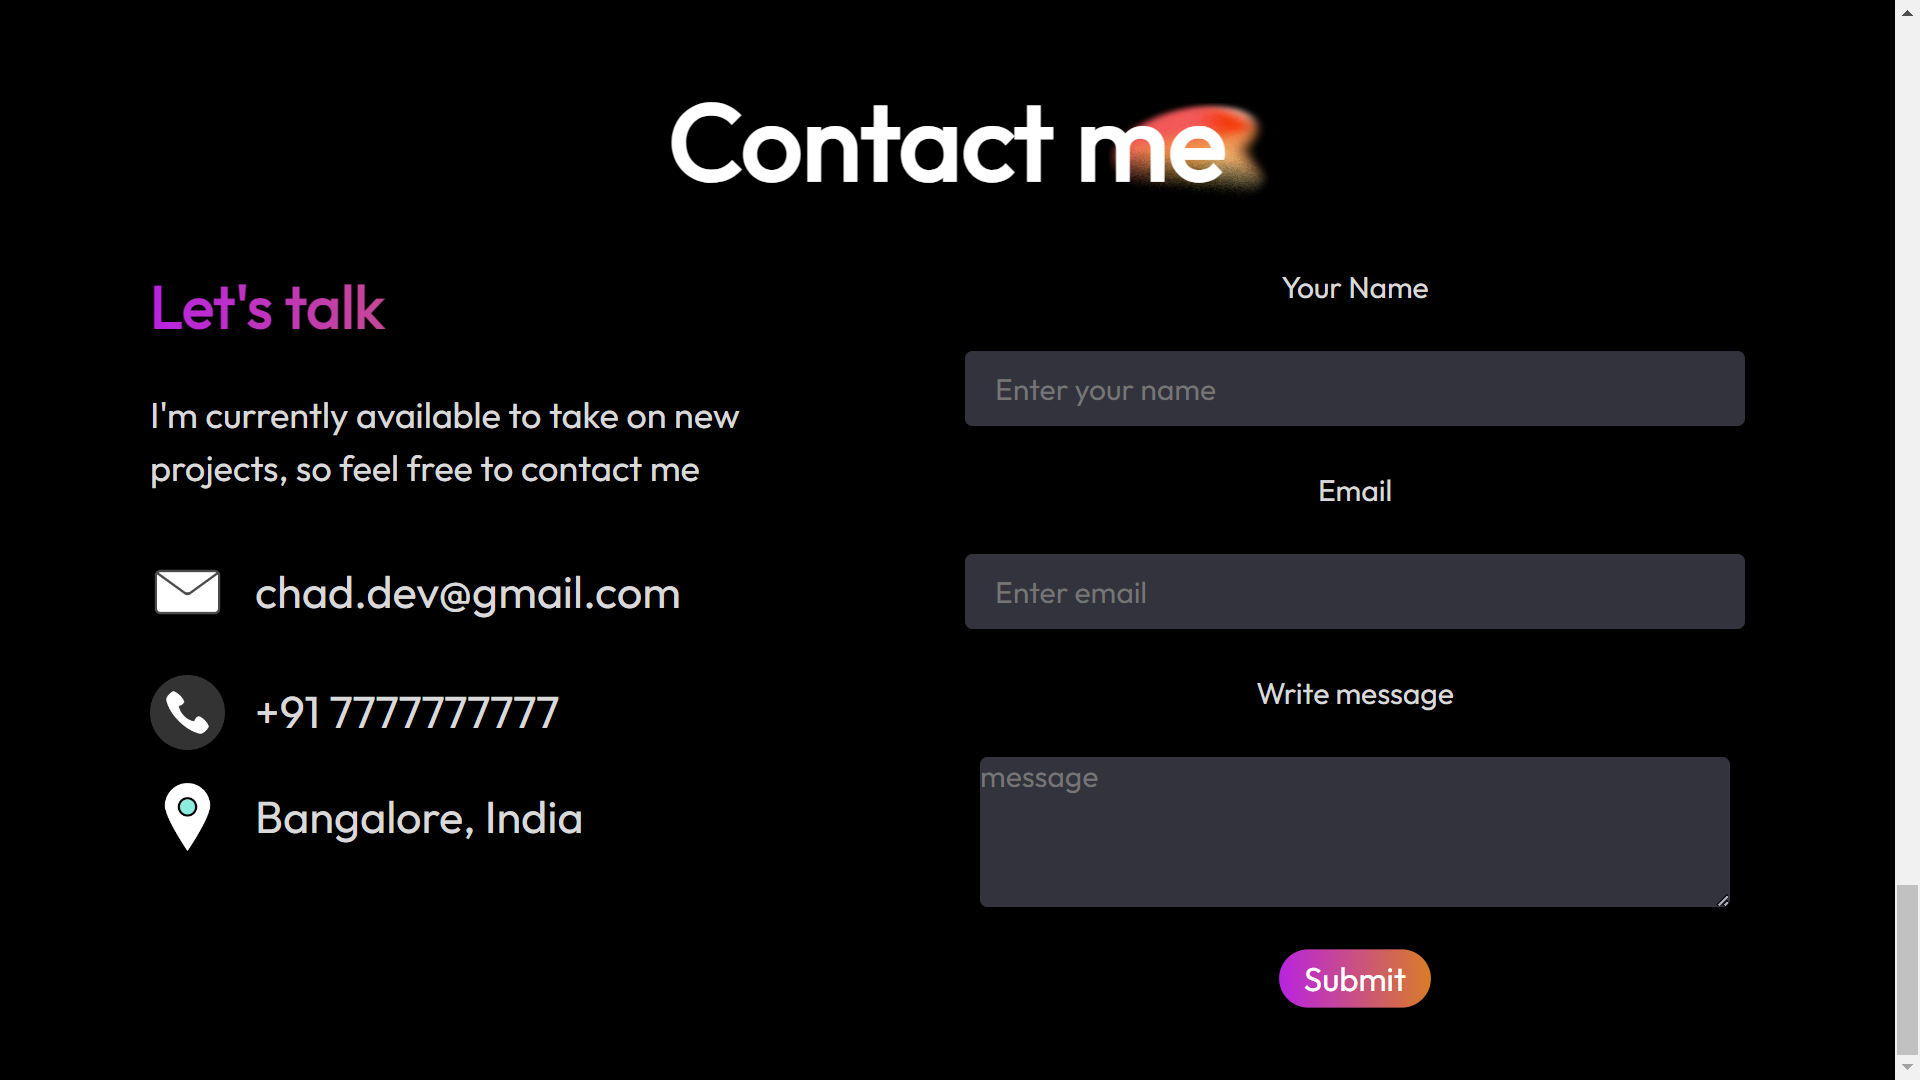 Contact me
Let's talk
I'm currently available to take on new
projects, so feel free to contact me
chad.dev@gmail.com
+91 7777777777
Bangalore, India
Your Name
Enter your name
Email
Enter email
Write message
message
Submit